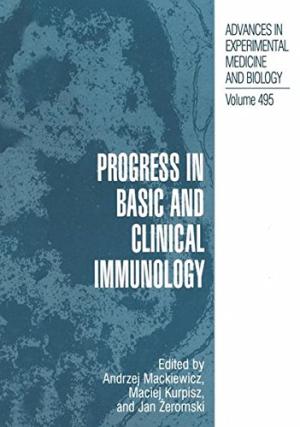 ADVANCES IN
EXPERIMENTAL
MEDICINE
AND BIOLOGY
Volume 495
PROGRESS IN
BASIC AND
CLINICAL
IMMUNOLOGY
Edited by
Andrzej Mackiewicz,
Maciej Kurpisz,
and Jan Żeromski